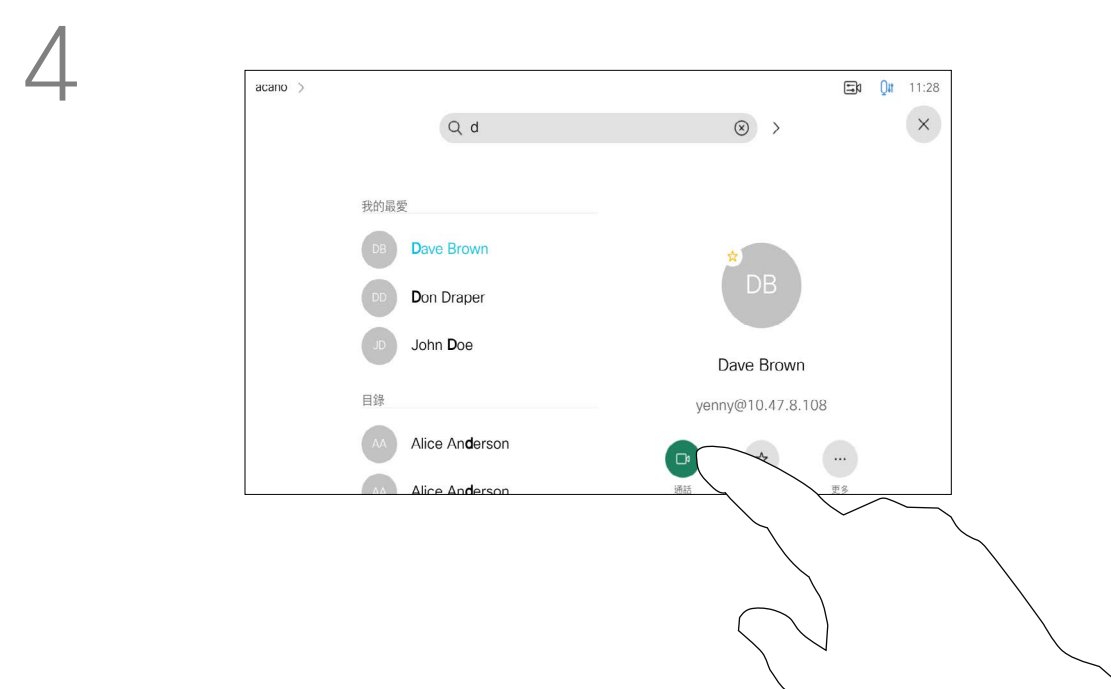 4
acano >
11:28
d
我的最愛
DB Dave Brown
DD Don Draper
JD John Doe
目錄
AA Alice Anderson
AA Alice Anderson
DB
Dave Brown
yenny@10.47.8.108
通話
更多